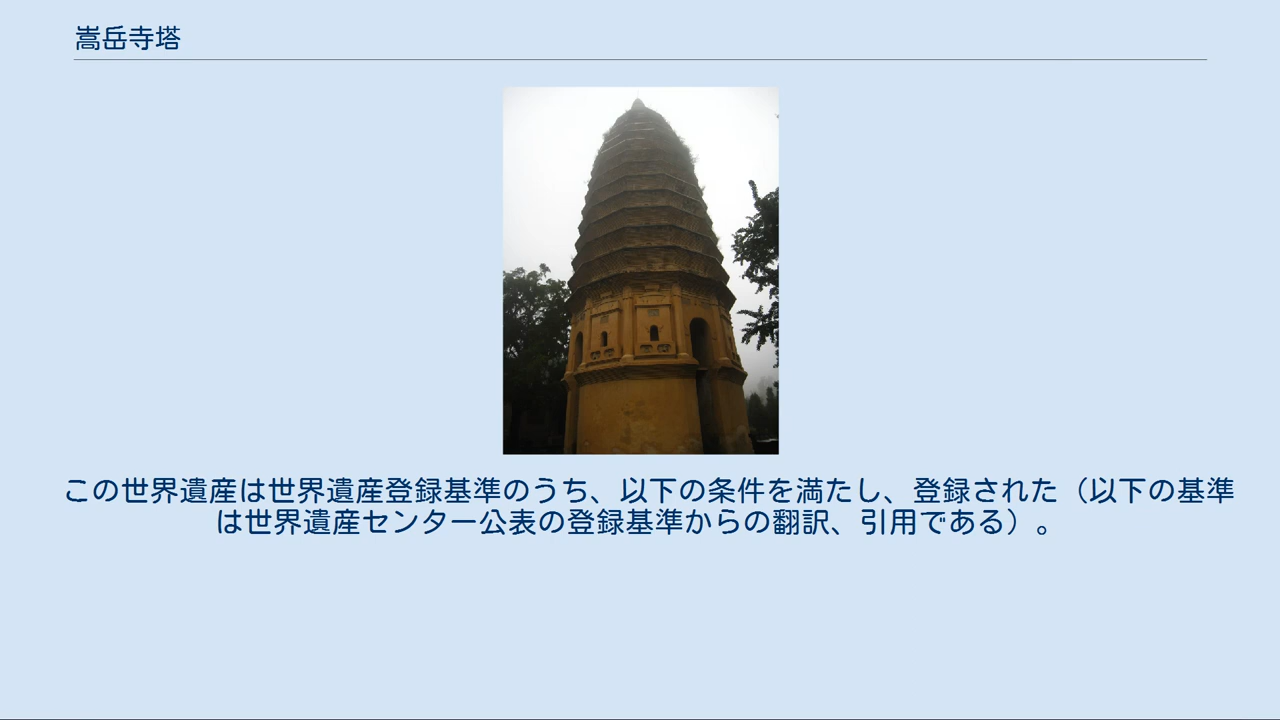 嵩岳寺塔
この世界遺産は世界遺産登録基準のうち、以下の条件を満たし、登録された（以下の基準
は世界遺産センター公表の登録基準からの翻訳、引用である）。